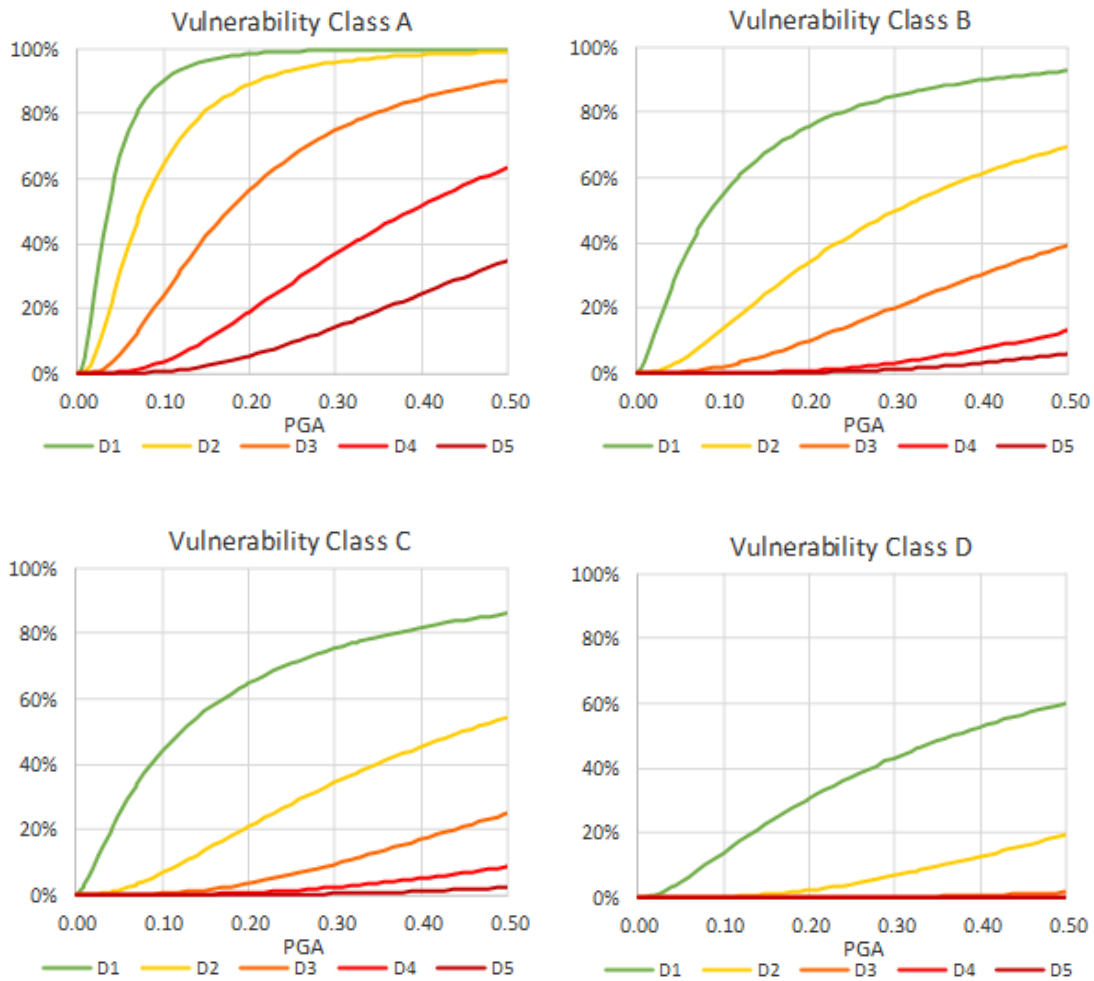 Vulnerability Class A
100%
80%
60%
40%
20%
0%
0.00 0.10 0.20 0.30 0.40 0.50
PGA
D1 D2 D3 D4 D5
Vulnerability Class B
100%
80%
60%
40%
20%
0%
0.00 0.10 0.20 0.30 0.40 0.50
PGA
D1 D2 D3 D4 D5
Vulnerability Class C
100%
80%
60%
40%
20%
0%
0.00 0.10 0.20 0.30 0.40 0.50
PGA
D1 D2 D3 D4 D5
Vulnerability Class D
100%
80%
60%
40%
20%
0%
0.00 0.10 0.20 0.30 0.40 0.50
PGA
D1 D2 D3 D4 D5